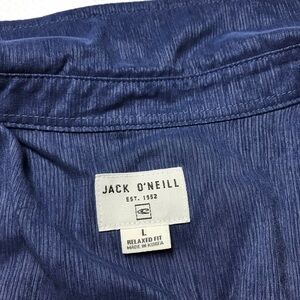 JACK O'NEILL
EST. 1952
L
RELAXED FIT
MADE IN KOREA